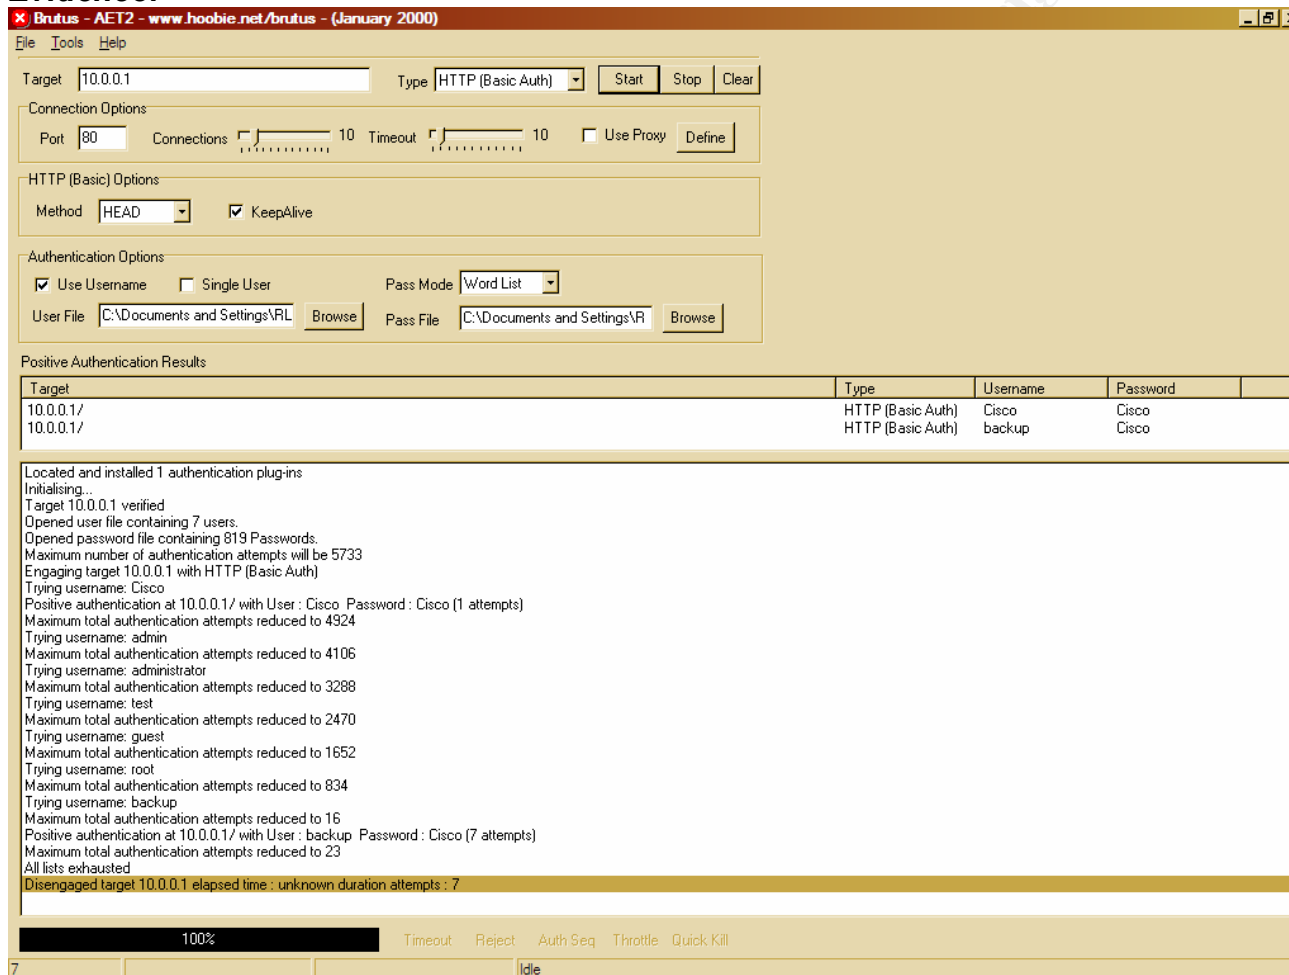 Brutus - AET2 - www.hoobie.net/brutus - (January 2000)
File Tools Help
Target 10.0.0.1 Type HTTP (Basic Auth) Start Stop Clear
Connection Options
Port 80 Connections 10 Timeout 10 Use Proxy Define
HTTP (Basic) Options
Method HEAD KeepAlive
Authentication Options
Use Username Single User Pass Mode Word List
User File C:\Documents and Settings\RL Browse Pass File C:\Documents and Settings\R Browse
Positive Authentication Results
Target Type Username Password
10.0.0.1/ HTTP (Basic Auth) Cisco Cisco
10.0.0.1/ HTTP (Basic Auth) backup Cisco
Located and installed 1 authentication plug-ins
Initialising...
Target 10.0.0.1 verified
Opened user file containing 7 users.
Opened password file containing 819 Passwords.
Maximum number of authentication attempts will be 5733
Engaging target 10.0.0.1 with HTTP (Basic Auth)
Trying username: Cisco
Positive authentication at 10.0.0.1/ with User : Cisco Password : Cisco (1 attempts)
Maximum total authentication attempts reduced to 4924
Trying username: admin
Maximum total authentication attempts reduced to 4106
Trying username: administrator
Maximum total authentication attempts reduced to 3288
Trying username: test
Maximum total authentication attempts reduced to 2470
Trying username: guest
Maximum total authentication attempts reduced to 1652
Trying username: root
Maximum total authentication attempts reduced to 834
Trying username: backup
Maximum total authentication attempts reduced to 16
Positive authentication at 10.0.0.1/ with User : backup Password : Cisco (7 attempts)
Maximum total authentication attempts reduced to 23
All lists exhausted
Disengaged target 10.0.0.1 elapsed time : unknown duration attempts : 7
100% Timeout Reject Auth Seq Throttle Quick Kill
7 Idle